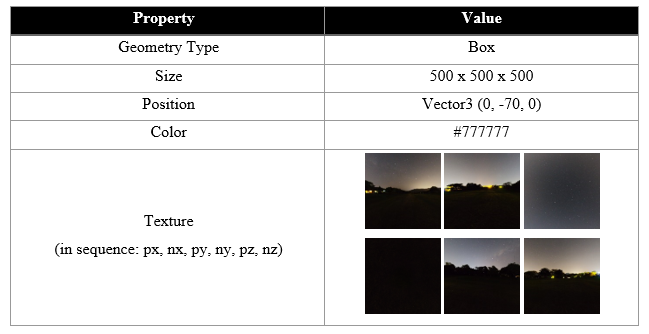 Property Value
Geometry Type Box
Size 500 x 500 x 500
Position Vector3 (0, -70, 0)
Color #777777
Texture
(in sequence: px, nx, py, ny, pz, nz)